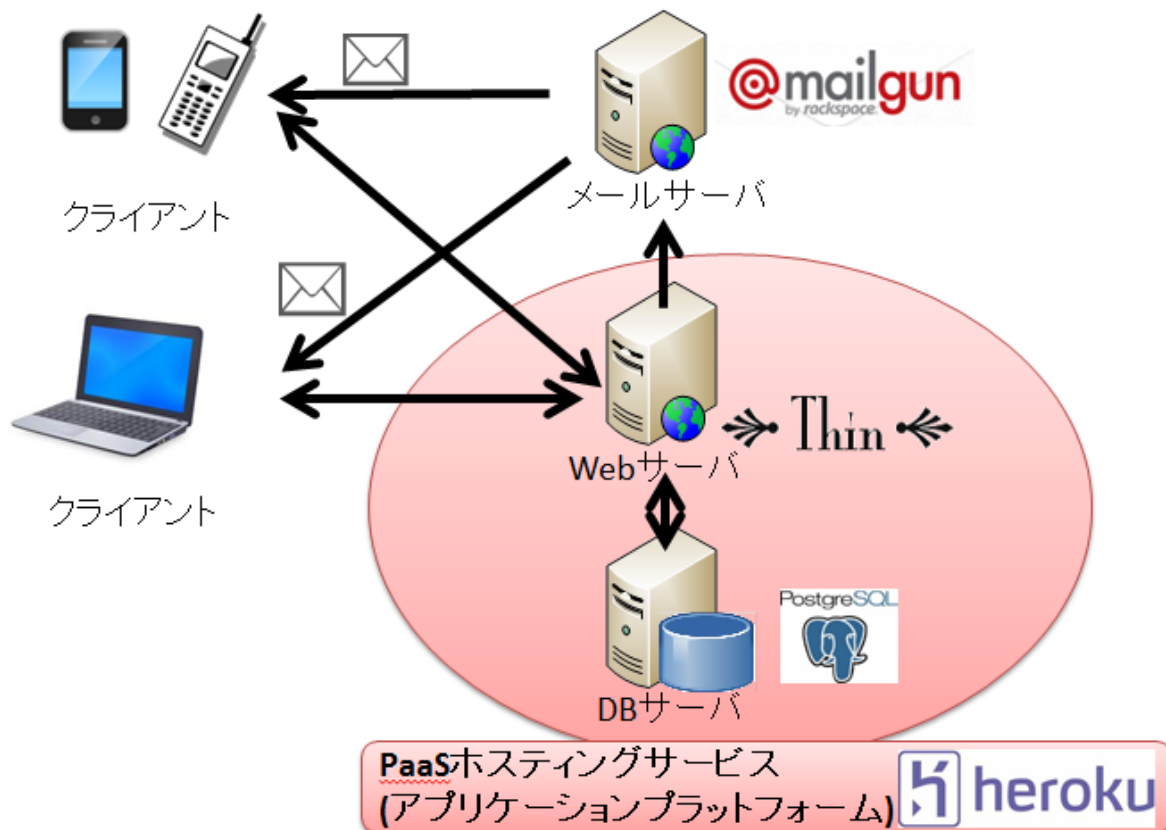 @mailgun
by rackspace.
メールサーバ
クライアント
クライアント
Webサーバ
Thin
PostgreSQL
DBサーバ
PaaSホスティングサービス
(アプリケーションプラットフォーム)
heroku